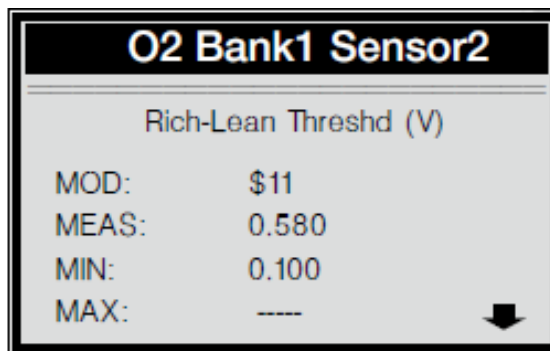 O2 Bank1 Sensor2
Rich-Lean Threshd (V)
MOD: $11
MEAS: 0.580
MIN: 0.100
MAX: -----